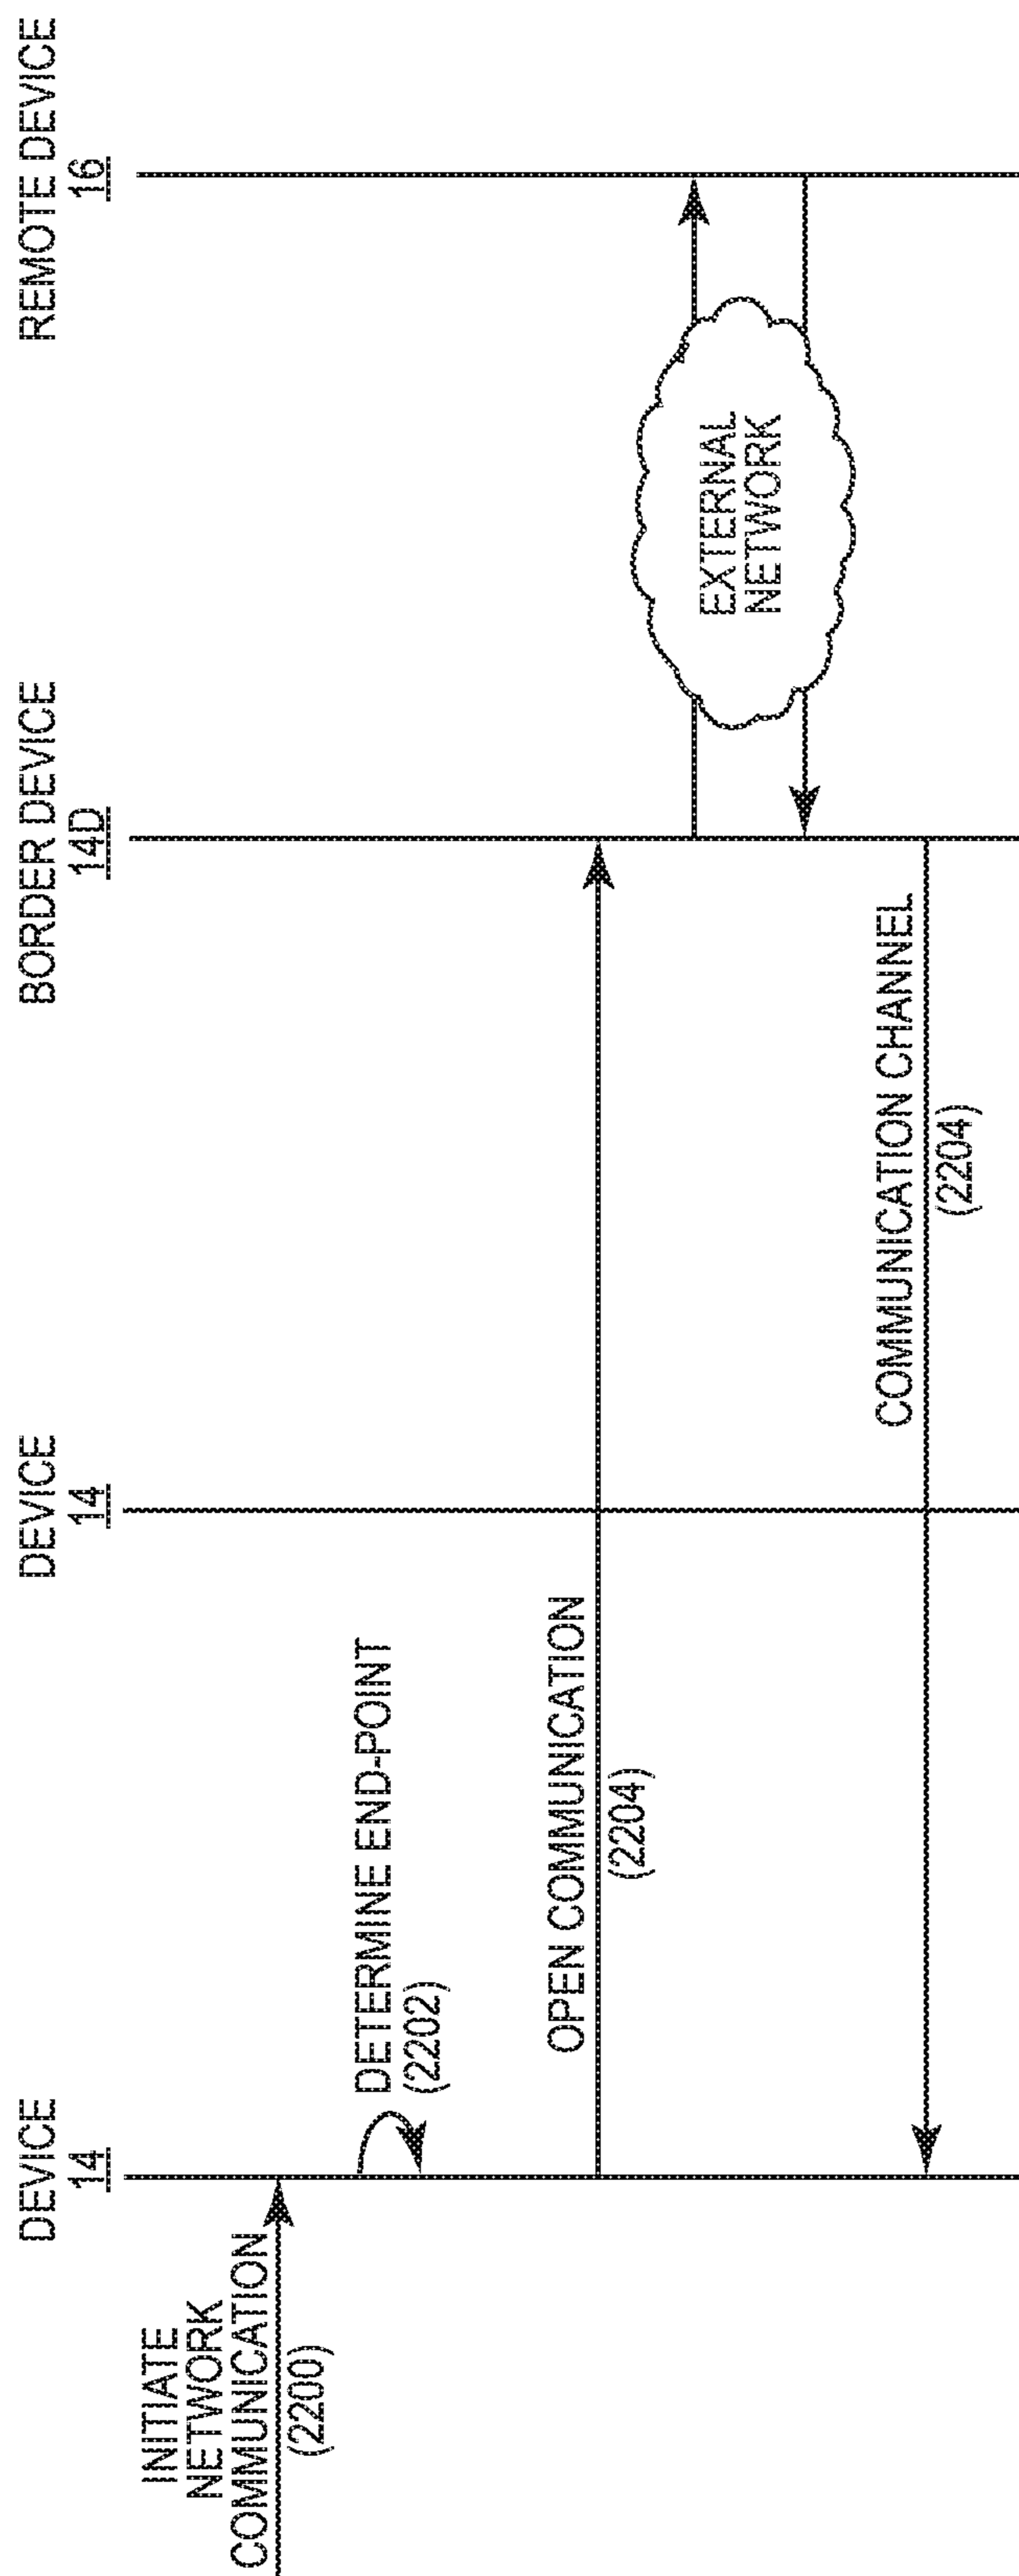 DEVICE
14
DEVICE
14
BORDER DEVICE
14D
REMOTE DEVICE
16
INITIATE
NETWORK
COMMUNICATION
(2200)
DETERMINE END-POINT
(2202)
OPEN COMMUNICATION
(2204)
EXTERNAL
NETWORK
COMMUNICATION CHANNEL
(2204)